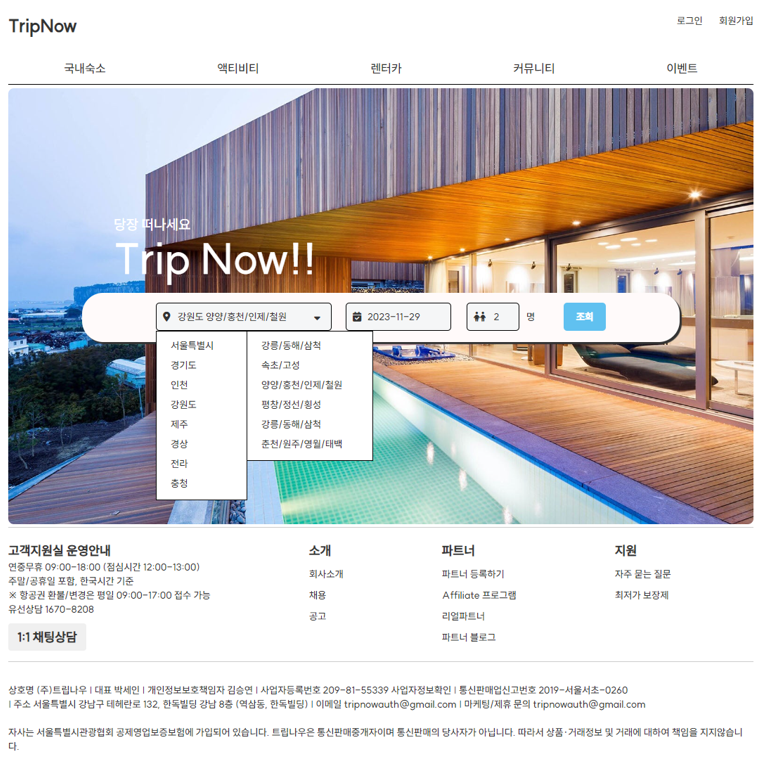 TripNow
로그인 회원가입
국내숙소 액티비티 렌터카 커뮤니티 이벤트
당장 떠나세요
Trip Now!!
강원도 양양/홍천/인제/철원 2023-11-29 2 명 조회
서울특별시
경기도
인천
강원도
제주
경상
전라
충청
강릉/동해/삼척
속초/고성
양양/홍천/인제/철원
평창/정선/횡성
강릉/동해/삼척
춘천/원주/영월/태백
고객지원실 운영안내
연중무휴 09:00-18:00 (점심시간 12:00-13:00)
주말/공휴일 포함, 한국시간 기준
※ 항공권 환불/변경은 평일 09:00-17:00 접수 가능
유선상담 1670-8208
1:1 채팅상담
소개
회사소개
채용
공고
파트너
파트너 등록하기
Affiliate 프로그램
리얼파트너
파트너 블로그
지원
자주 묻는 질문
최저가 보장제
상호명 (주)트립나우 | 대표 박세인 | 개인정보보호책임자 김승연 | 사업자등록번호 209-81-55339 사업자정보확인 | 통신판매업신고번호 2019-서울서초-0260
| 주소 서울특별시 강남구 테헤란로 132, 한독빌딩 강남 8층 (역삼동, 한독빌딩) | 이메일 tripnowauth@gmail.com | 마케팅/제휴 문의 tripnowauth@gmail.com
자사는 서울특별시관광협회 공제영업보증보험에 가입되어 있습니다. 트립나우은 통신판매중개자이며 통신판매의 당사자가 아닙니다. 따라서 상품·거래정보 및 거래에 대하여 책임을 지지않습니
다.